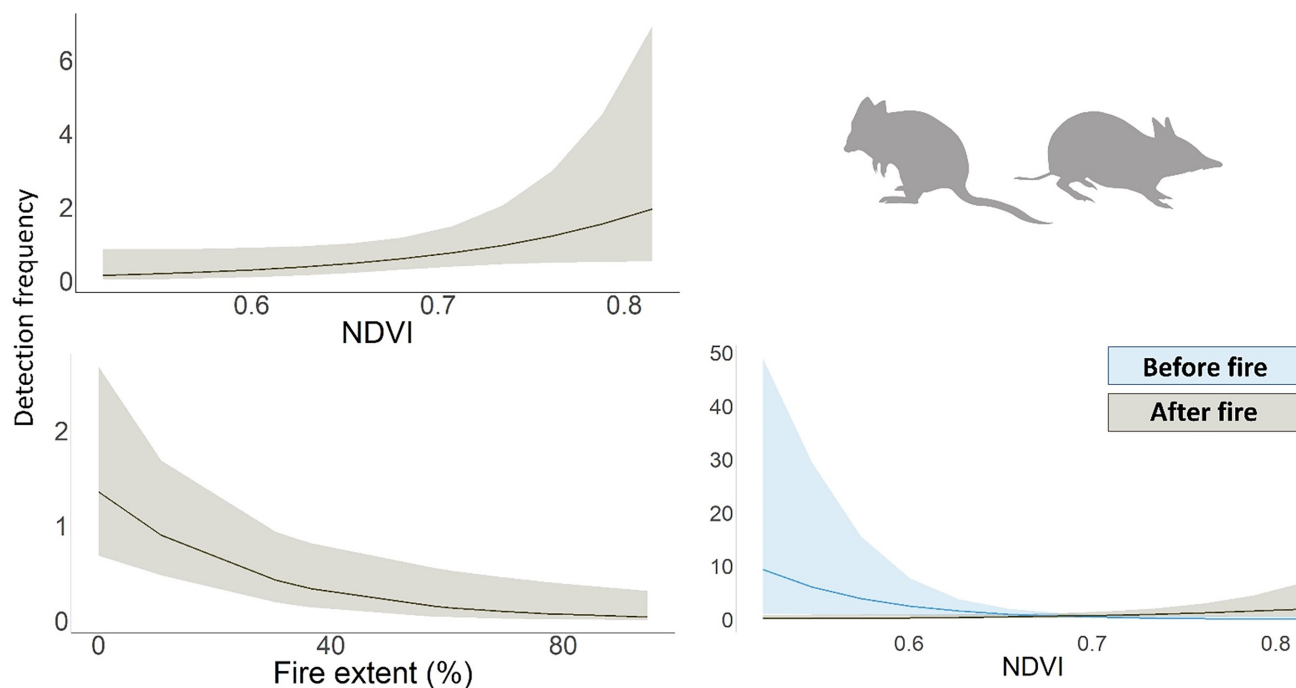 Detection frequency
6
4
2
0
0.6 0.7 0.8
NDVI
2
1
0
0 40 80
Fire extent (%)
50
40
30
20
10
0
Before fire
After fire
0.6 0.7 0.8
NDVI